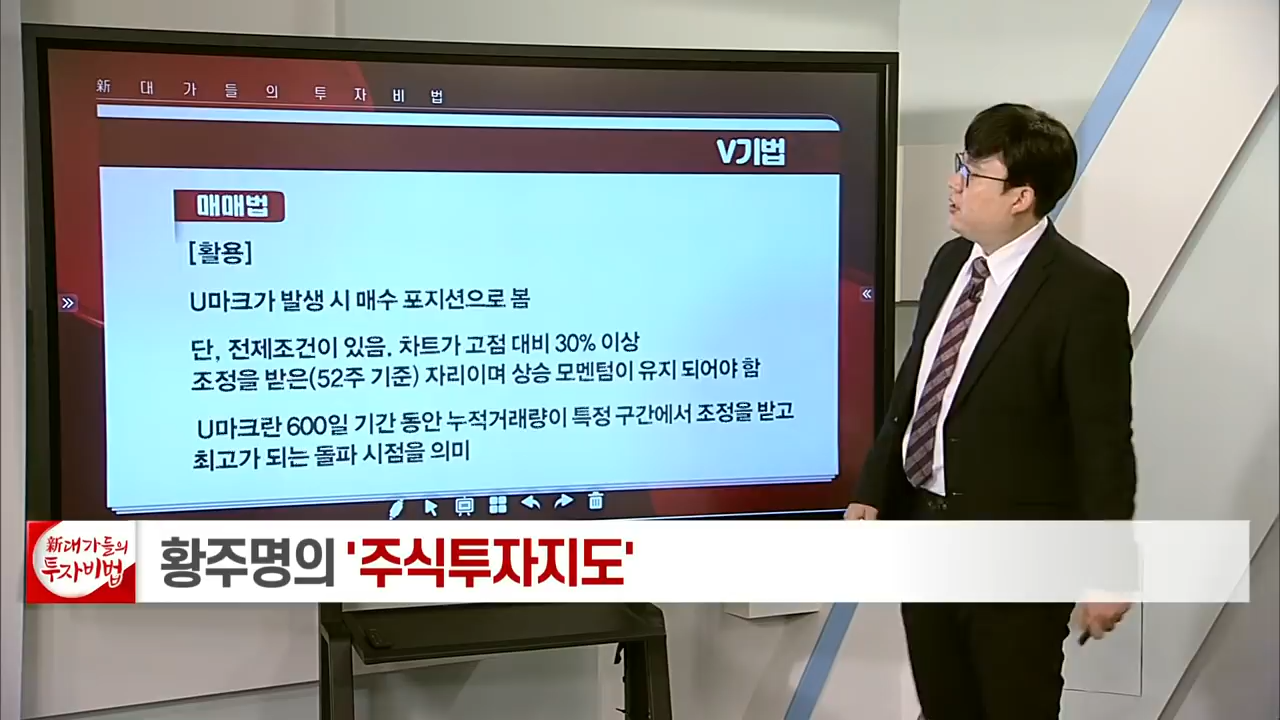 新 대 가 들 의 투 자 비 법
V기법
매매법
[활용]
U마크가 발생 시 매수 포지션으로 봄
단, 전제조건이 있음. 차트가 고점 대비 30% 이상
조정을 받은(52주 기준) 자리이며 상승 모멘텀이 유지 되어야 함
U마크란 600일 기간 동안 누적거래량이 특정 구간에서 조정을 받고
최고가 되는 돌파 시점을 의미
新대가들의
투자비법
황주명의 '주식투자지도'